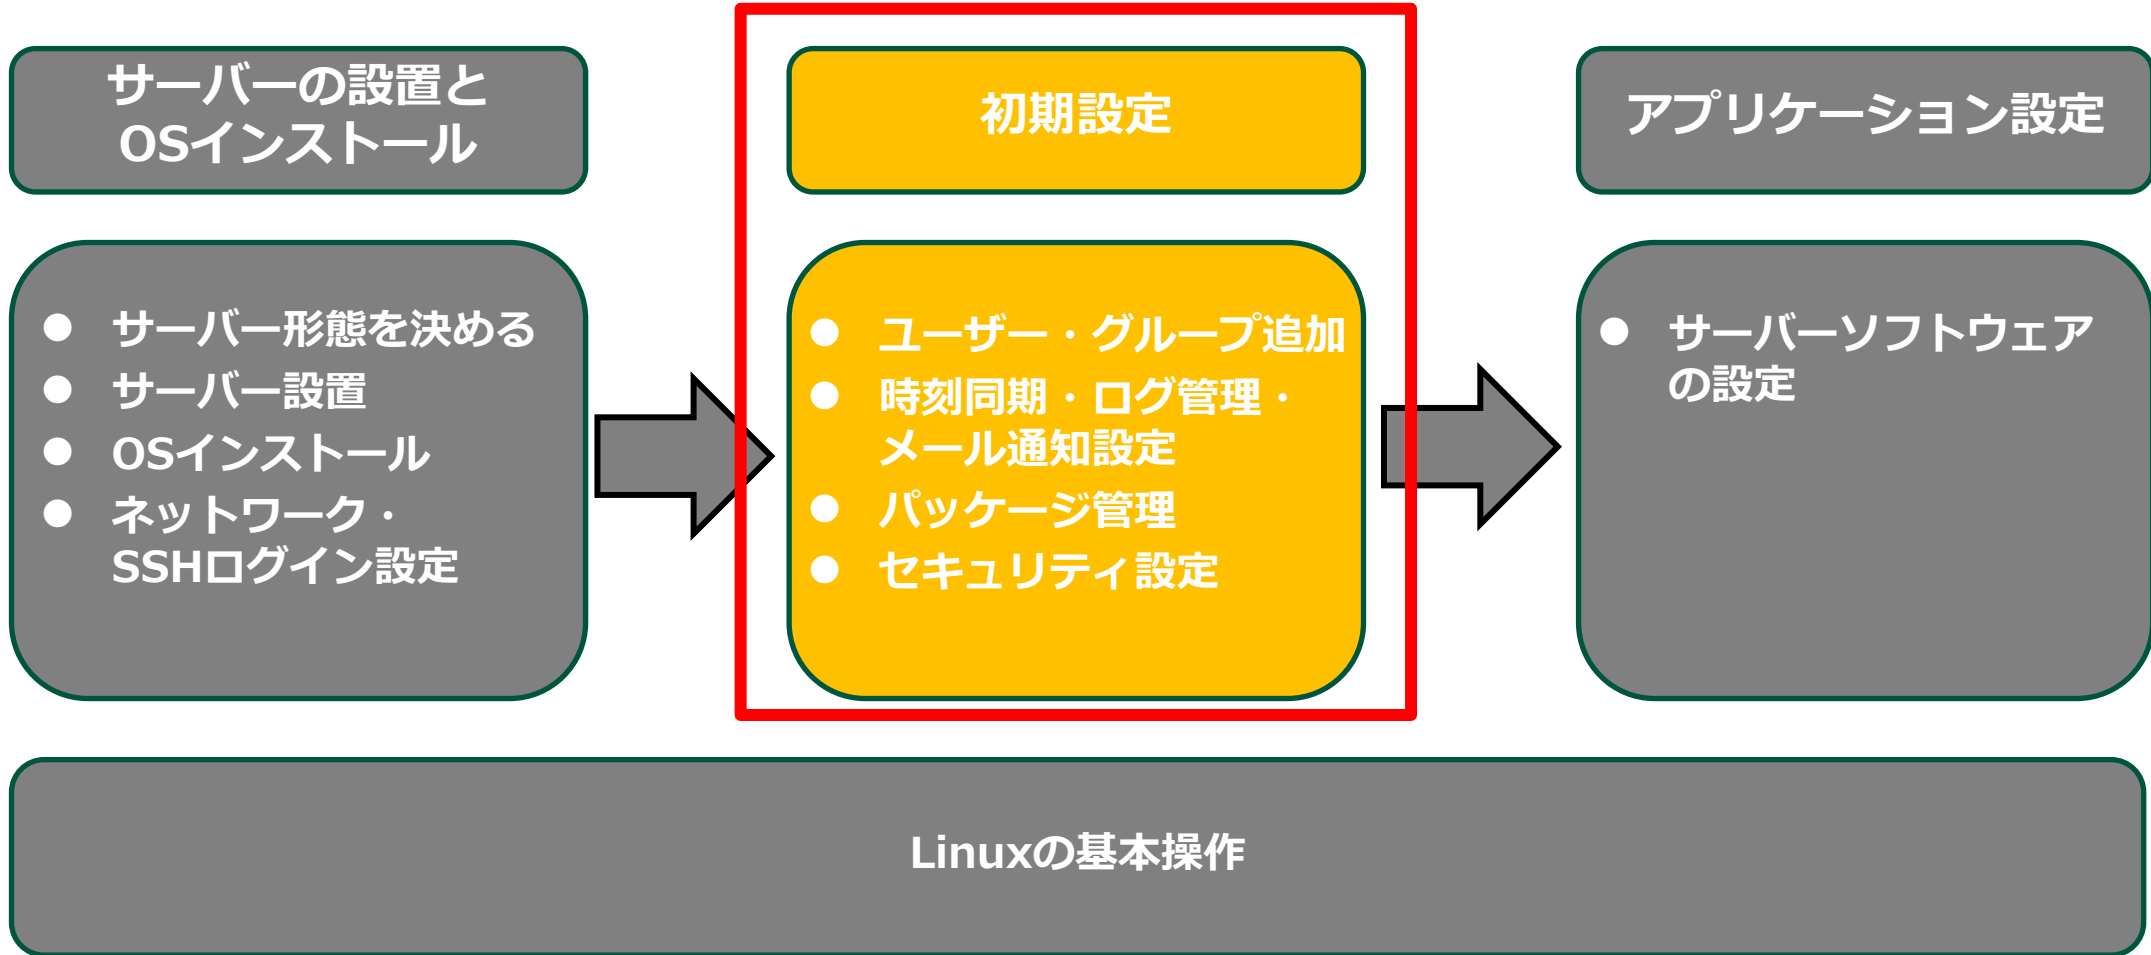 サーバーの設置と
OSインストール
初期設定
アプリケーション設定
● サーバー形態を決める
● サーバー設置
● OSインストール
● ネットワーク・
SSHログイン設定
● ユーザー・グループ追加
● 時刻同期・ログ管理・
メール通知設定
● パッケージ管理
● セキュリティ設定
● サーバーソフトウェア
の設定
Linuxの基本操作